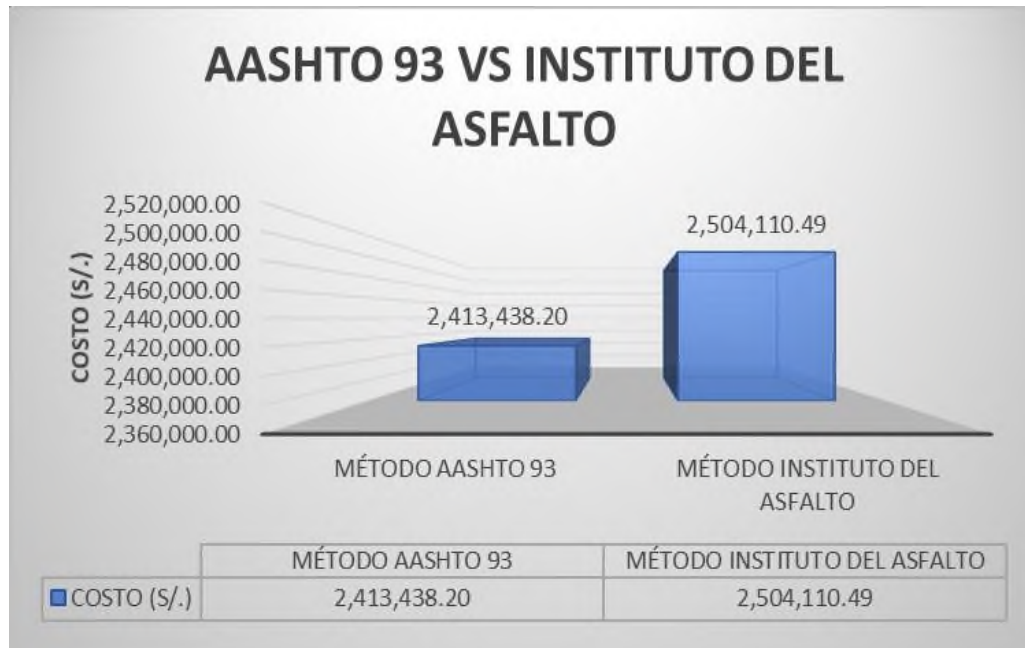 AASHTO 93 VS INSTITUTO DEL
ASFALTO
COSTO (S/.)
2,520,000.00
2,500,000.00
2,480,000.00
2,460,000.00
2,440,000.00
2,420,000.00
2,400,000.00
2,380,000.00
2,360,000.00
2,413,438.20
2,504,110.49
MÉTODO AASHTO 93
MÉTODO INSTITUTO DEL
ASFALTO
MÉTODO AASHTO 93 MÉTODO INSTITUTO DEL ASFALTO
COSTO (S/.) 2,413,438.20 2,504,110.49